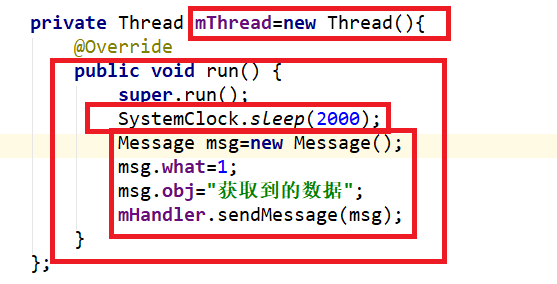 private Thread mThread=new Thread(){
@Override
public void run() {
super.run();
SystemClock.sleep(2000);
Message msg=new Message();
msg.what=1;
msg.obj="获取到的数据";
mHandler.sendMessage(msg);
}
};